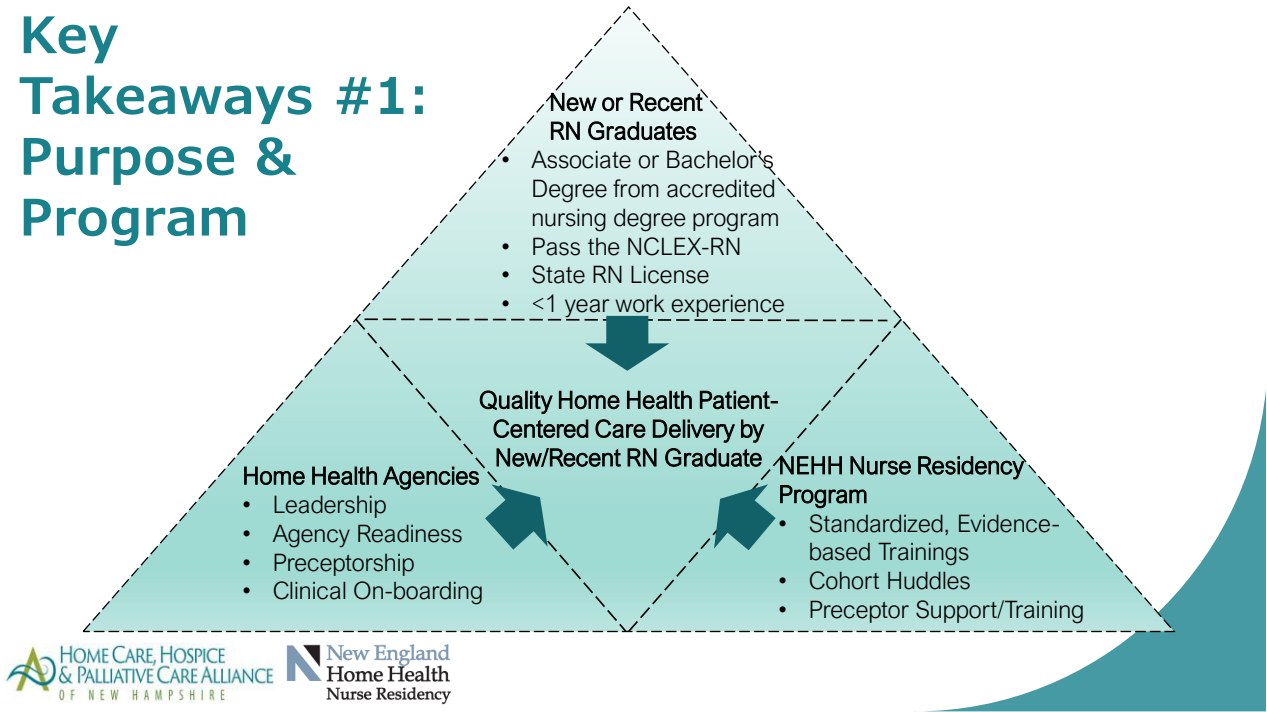 Key
Takeaways #1:
Purpose &
Program
New or Recent
RN Graduates
• Associate or Bachelor's
Degree from accredited
nursing degree program
• Pass the NCLEX-RN
• State RN License
• <1 year work experience
Quality Home Health Patient-
Centered Care Delivery by
New/Recent RN Graduate
Home Health Agencies
• Leadership
• Agency Readiness
• Preceptorship
• Clinical On-boarding
NEHH Nurse Residency
Program
• Standardized, Evidence-
based Trainings
• Cohort Huddles
• Preceptor Support/Training
HOME CARE, HOSPICE
& PALLIATIVE CARE ALLIANCE
OF NEW HAMPSHIRE
New England
Home Health
Nurse Residency